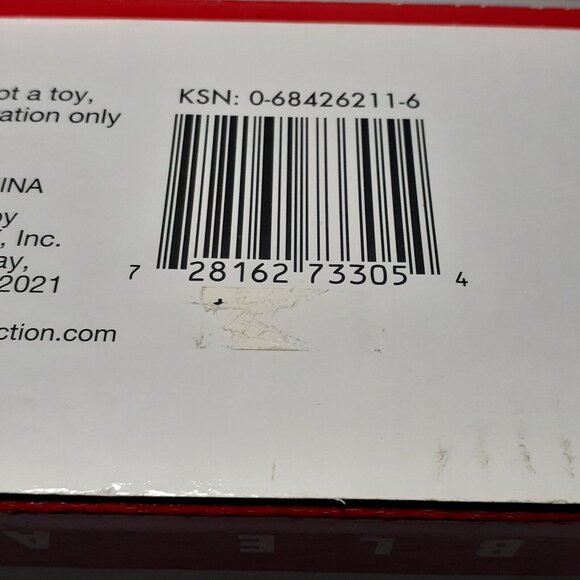 ot a toy,
ation only
INA
by
, Inc.
ay,
2021
ction.com
KSN: 0-68426211-6
7 28162 73305 4
B L E A